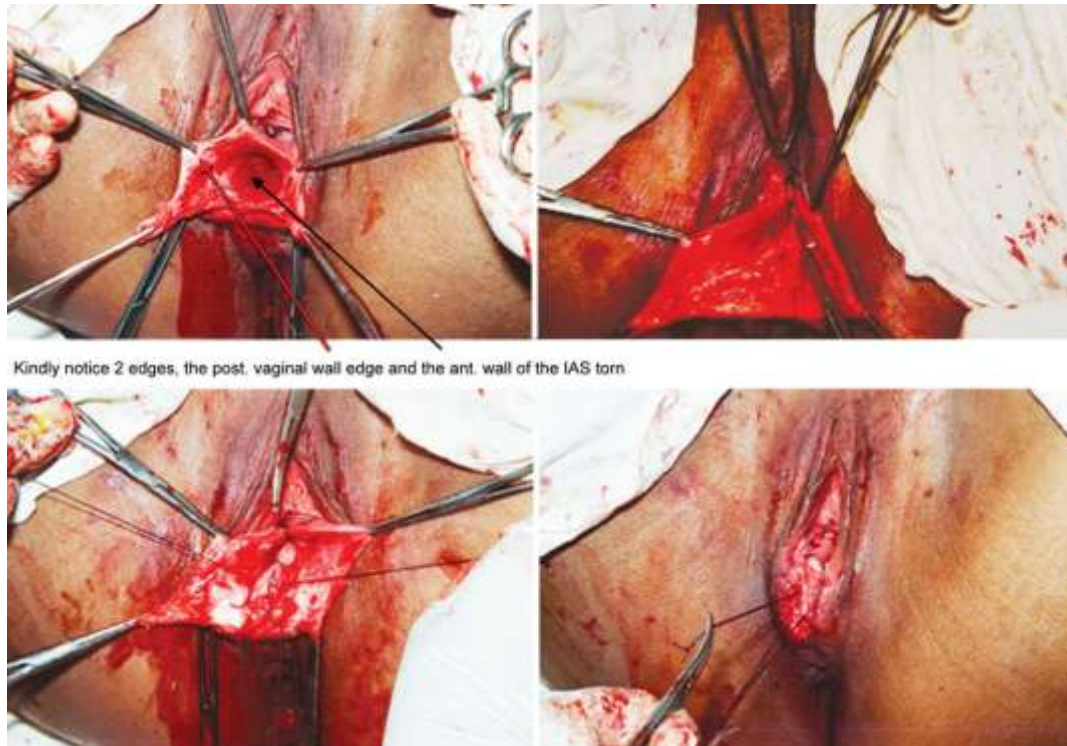 Kindly notice 2 edges, the post. vaginal wall edge and the ant. wall of the IAS torn